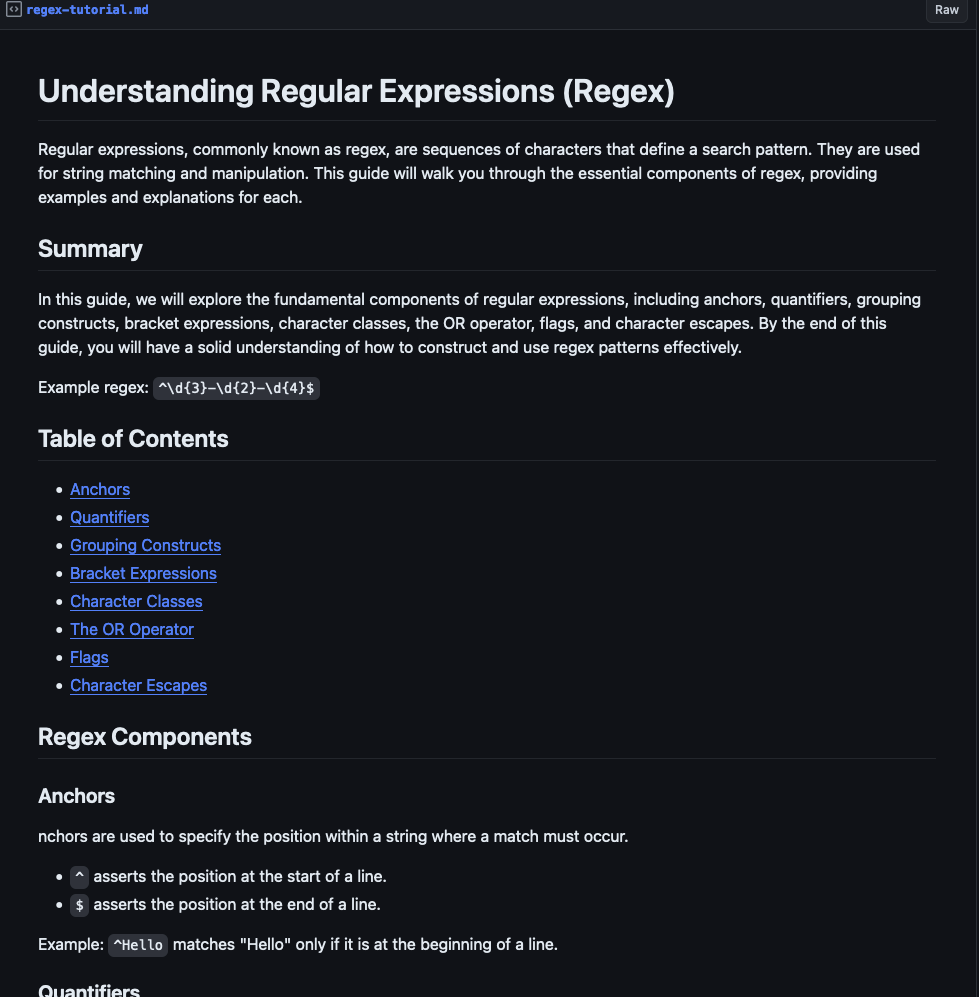 regex-tutorial.md
Raw
Understanding Regular Expressions (Regex)
Regular expressions, commonly known as regex, are sequences of characters that define a search pattern. They are used
for string matching and manipulation. This guide will walk you through the essential components of regex, providing
examples and explanations for each.
Summary
In this guide, we will explore the fundamental components of regular expressions, including anchors, quantifiers, grouping
constructs, bracket expressions, character classes, the OR operator, flags, and character escapes. By the end of this
guide, you will have a solid understanding of how to construct and use regex patterns effectively.
Example regex: ^\d{3}-\d{2}-\d{4}$
Table of Contents
• Anchors
• Quantifiers
• Grouping Constructs
• Bracket Expressions
• Character Classes
• The OR Operator
• Flags
• Character Escapes
Regex Components
Anchors
nchors are used to specify the position within a string where a match must occur.
• ^ asserts the position at the start of a line.
• $ asserts the position at the end of a line.
Example: ^Hello matches "Hello" only if it is at the beginning of a line.
Quantifiers